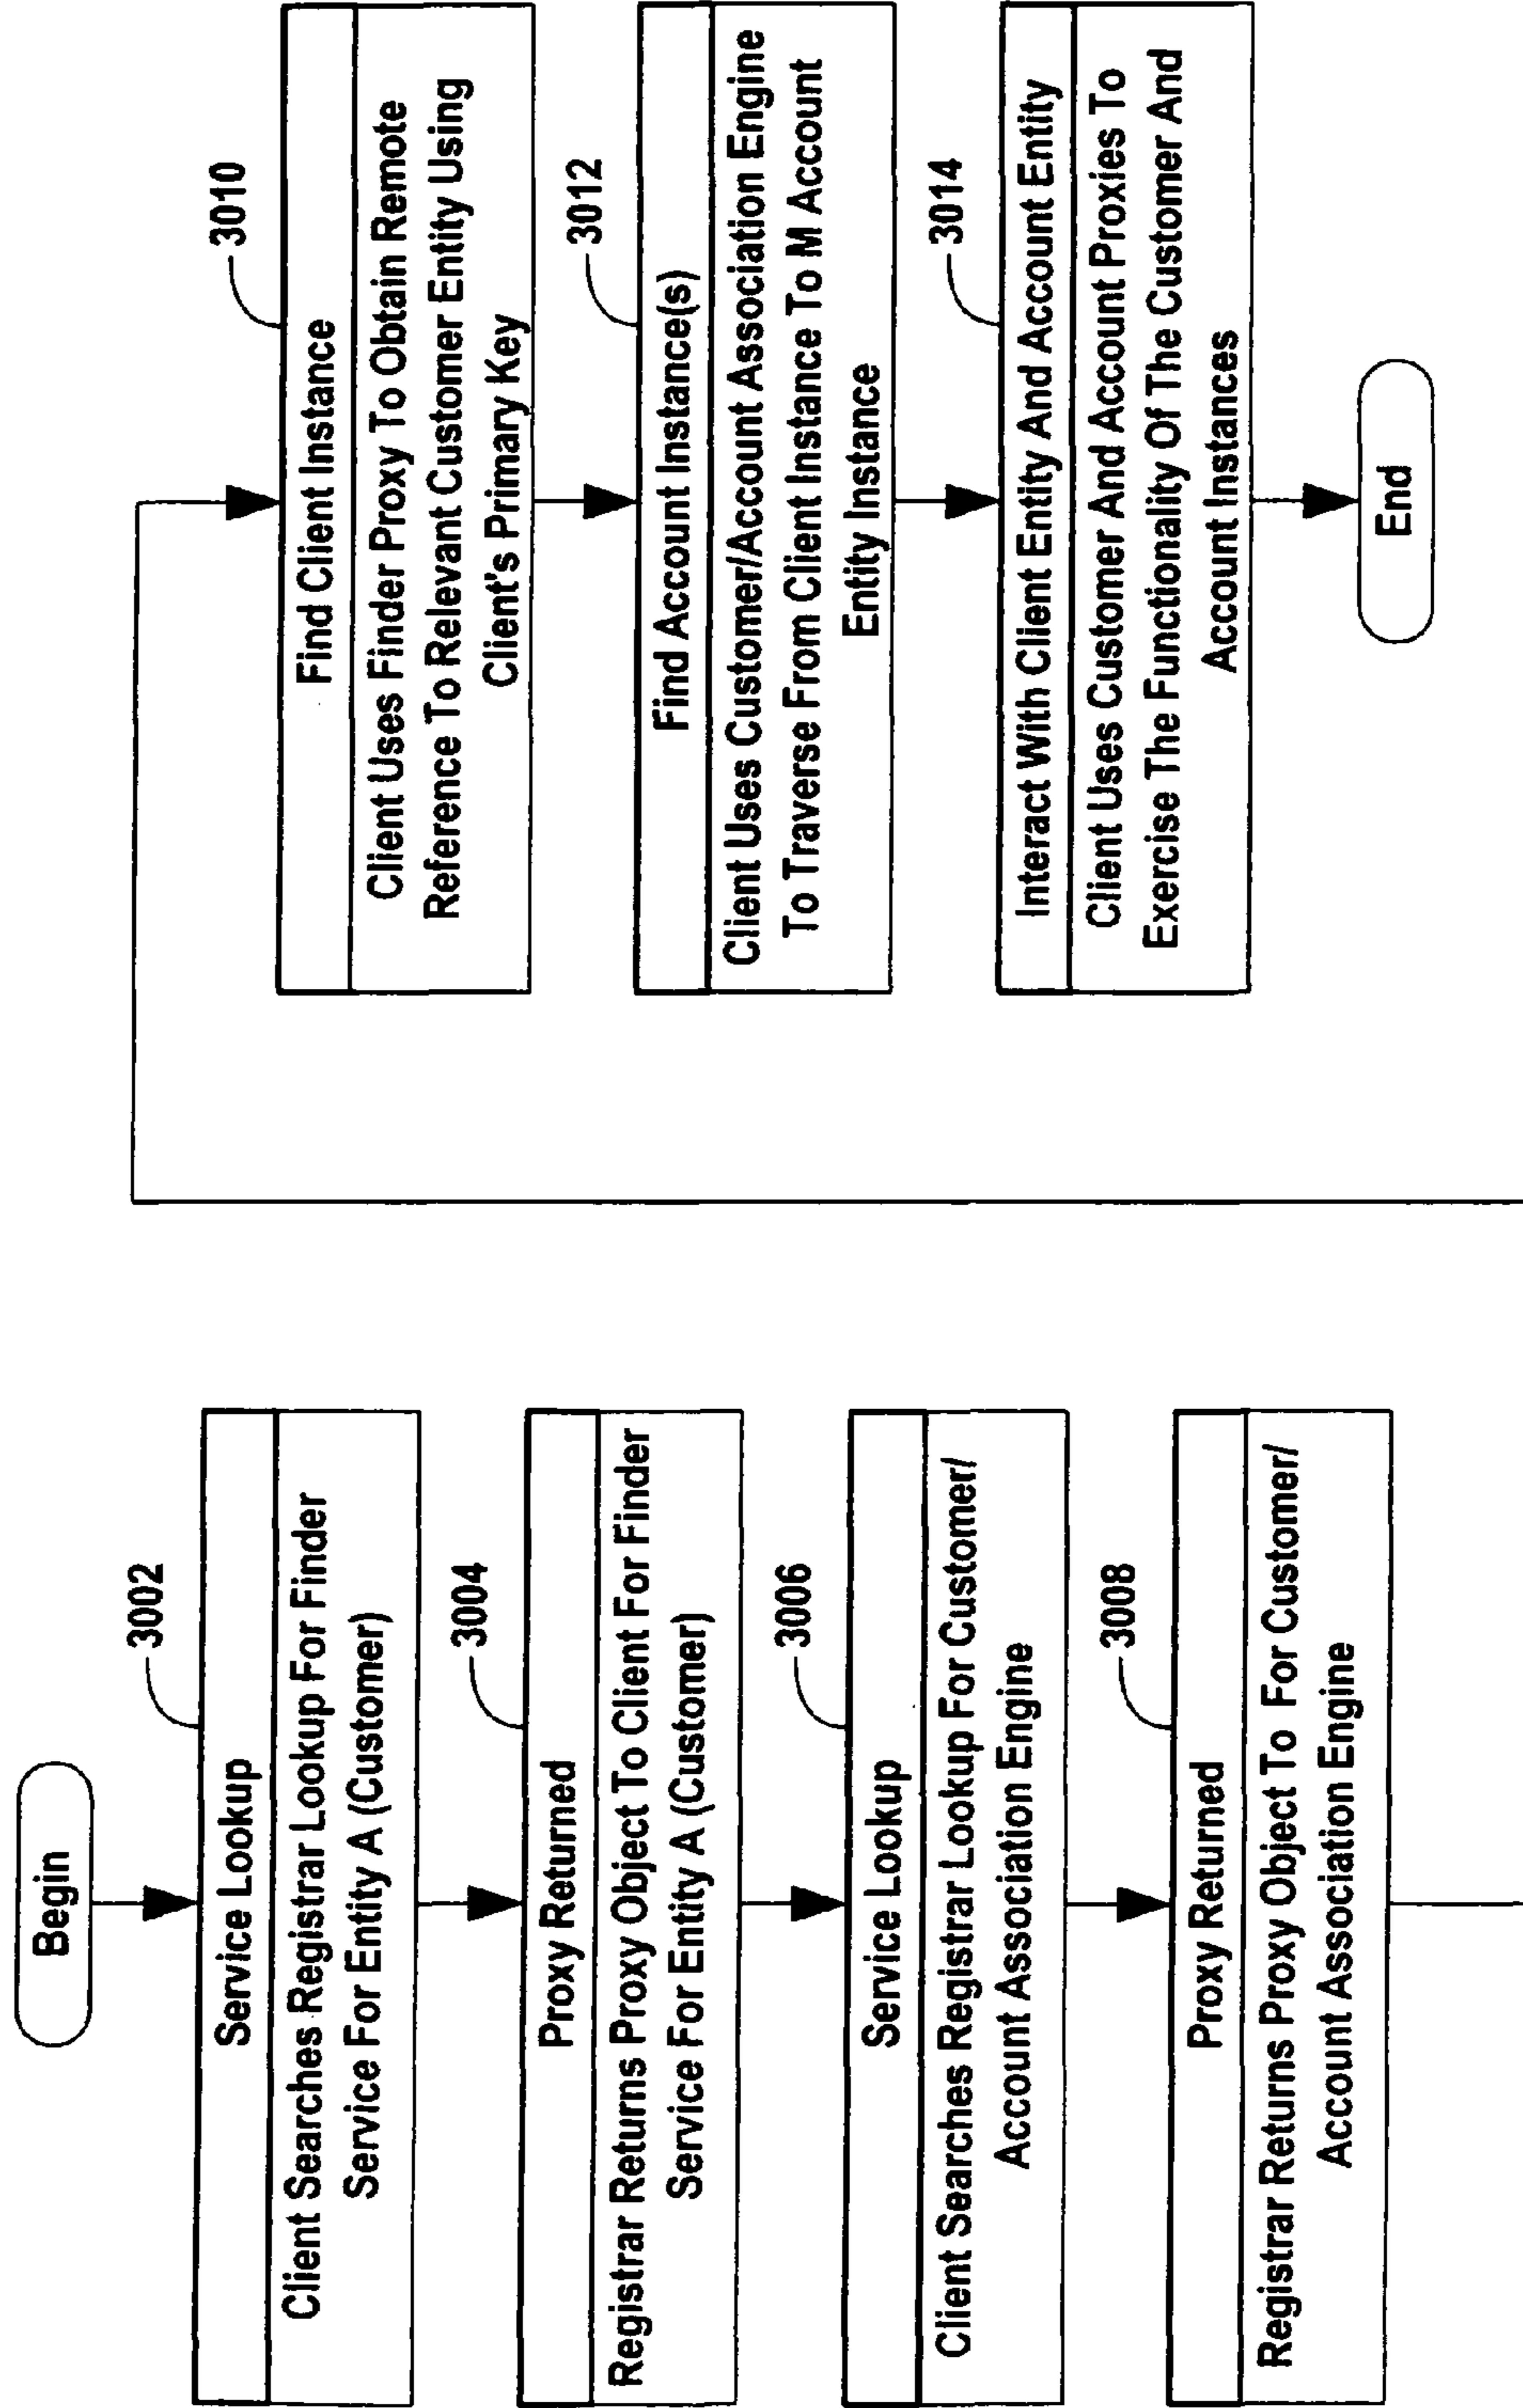 Begin
3002
Service Lookup
Client Searches Registrar Lookup For Finder
Service For Entity A (Customer)
3004
Proxy Returned
Registrar Returns Proxy Object To Client For Finder
Service For Entity A (Customer)
3006
Service Lookup
Client Searches Registrar Lookup For Customer/
Account Association Engine
3008
Proxy Returned
Registrar Returns Proxy Object To For Customer/
Account Association Engine
3010
Find Client Instance
Client Uses Finder Proxy To Obtain Remote
Reference To Relevant Customer Entity Using
Client's Primary Key
3012
Find Account Instance(s)
Client Uses Customer/Account Association Engine
To Traverse From Client Instance To M Account
Entity Instance
3014
Interact With Client Entity And Account Entity
Client Uses Customer And Account Proxies To
Exercise The Functionality Of The Customer And
Account Instances
End